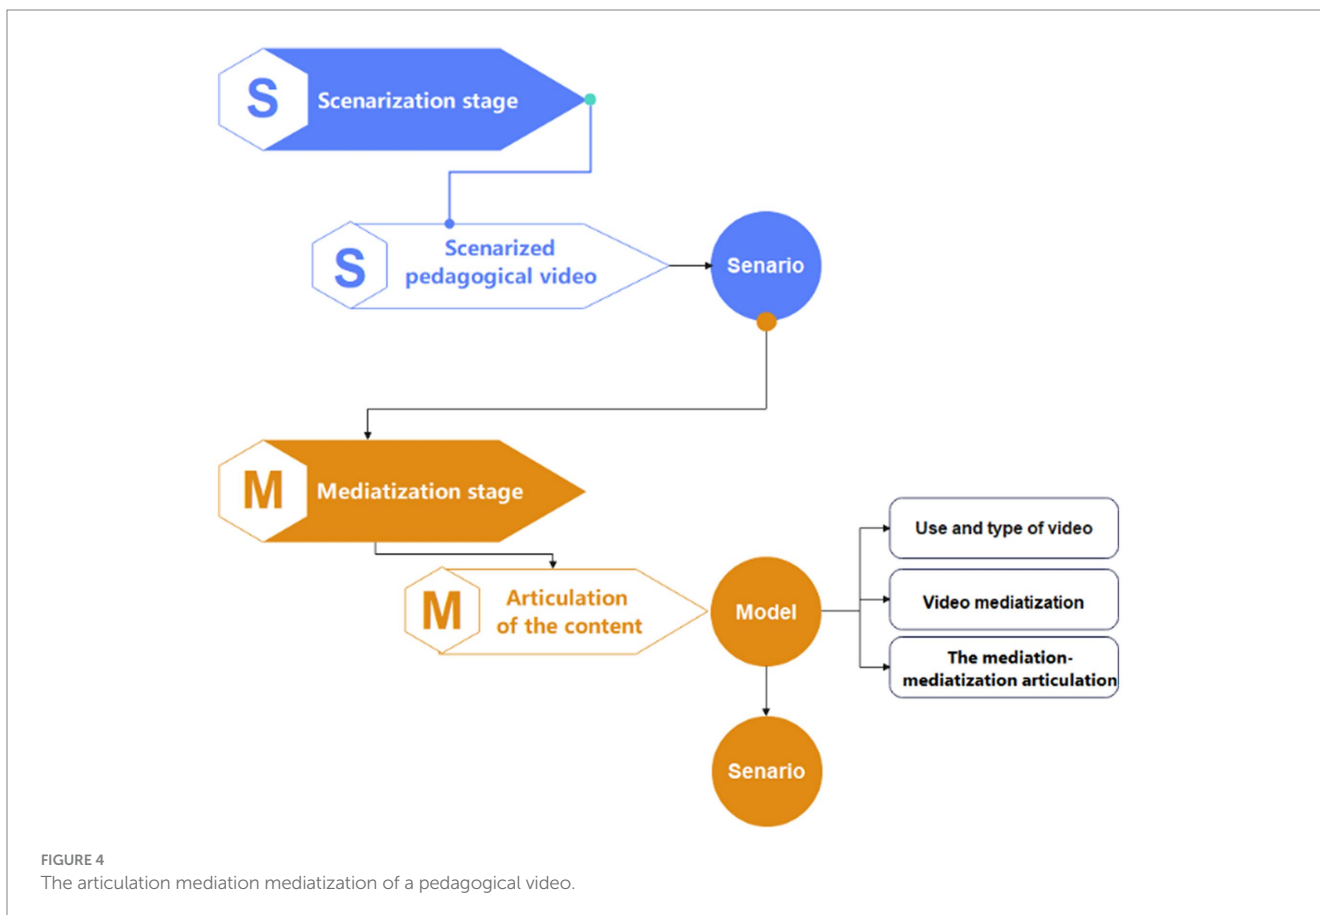 S
Scenarization stage
S
Scenarized
pedagogical video
Senario
M
Mediatization stage
Use and type of video
M
Articulation
of the content
Model
Video mediatization
The mediation-
mediatization articulation
Senario
FIGURE 4
The articulation mediation mediatization of a pedagogical video.